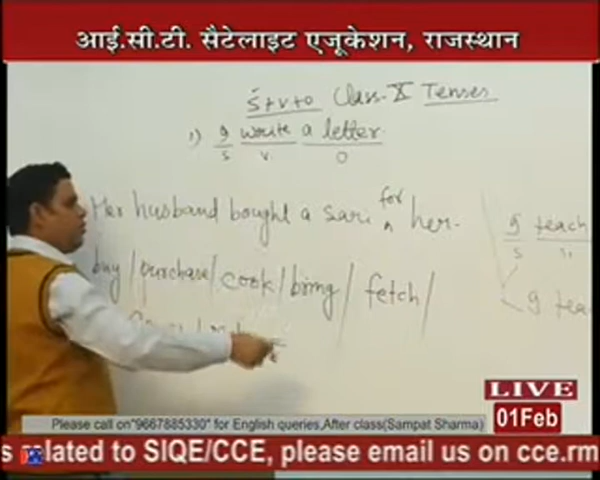 आई.सी.टी. सैटेलाइट एजूकेशन, राजस्थान
S+V+O Class-X Tenses
1) I write a letter
S V O
Her husband bought a sari for her.
buy / purchase / cook / bring / fetch /
I teach
S
I tea
LIVE
01Feb
Please call on"9667885330" for English queries,After class(Sampat Sharma)
s related to SIQE/CCE, please email us on cce.rm